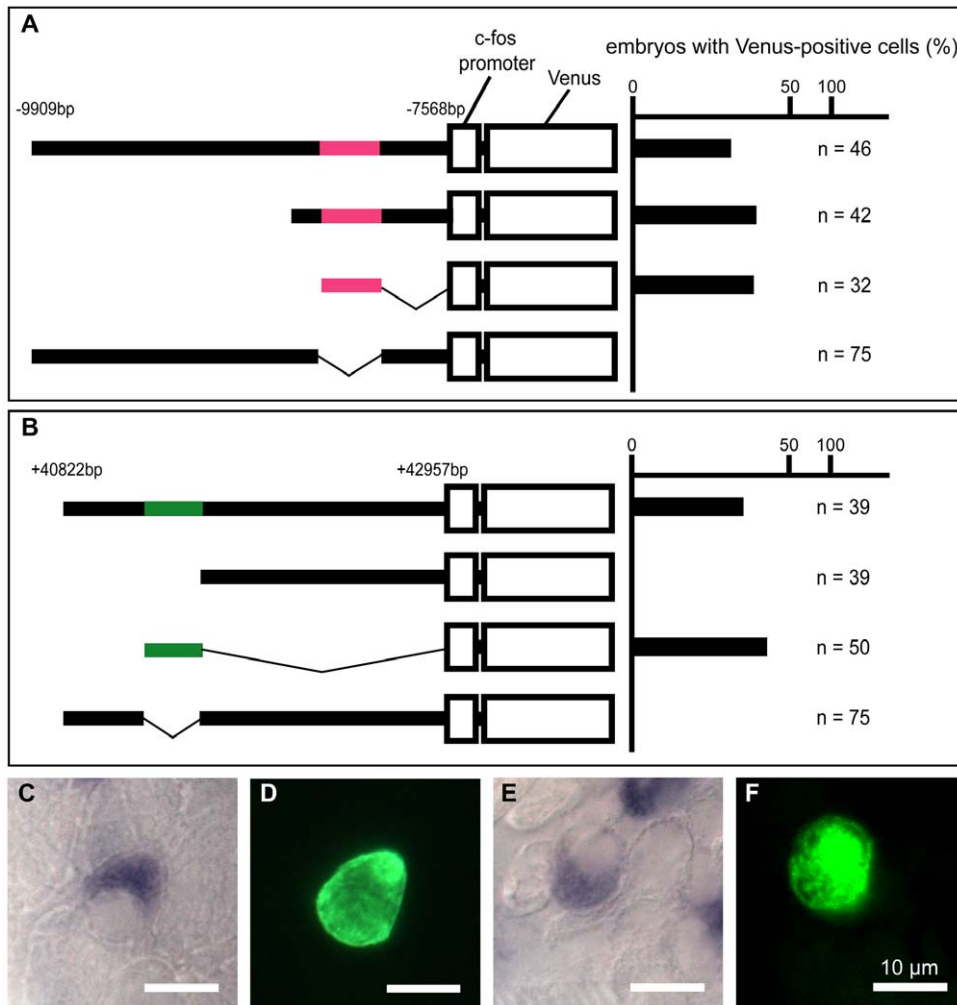 A
c-fos
promoter
Venus
embryos with Venus-positive cells (%)
-9909bp
-7568bp
0
50
100
n = 46
n = 42
n = 32
n = 75
B
+40822bp
+42957bp
0
50
100
n = 39
n = 39
n = 50
n = 75
C
D
E
F
10 µm